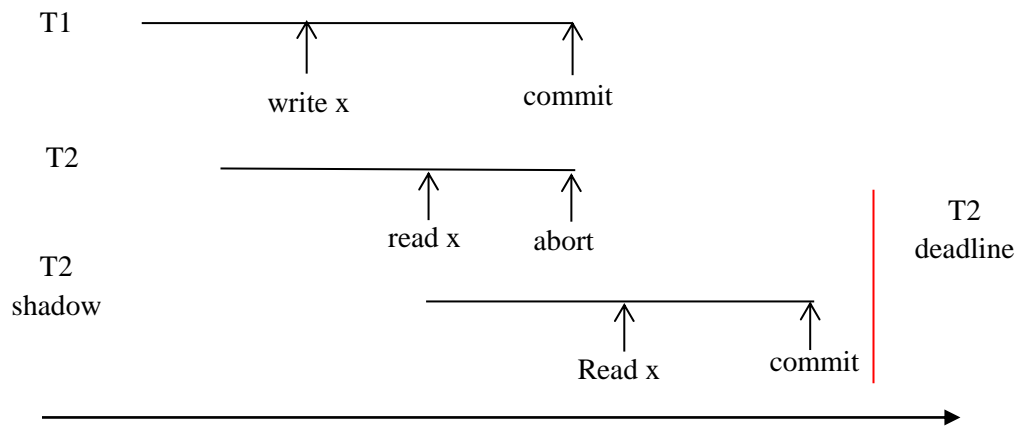 T1
write x
commit
T2
read x
abort
T2
deadline
T2
shadow
Read x
commit